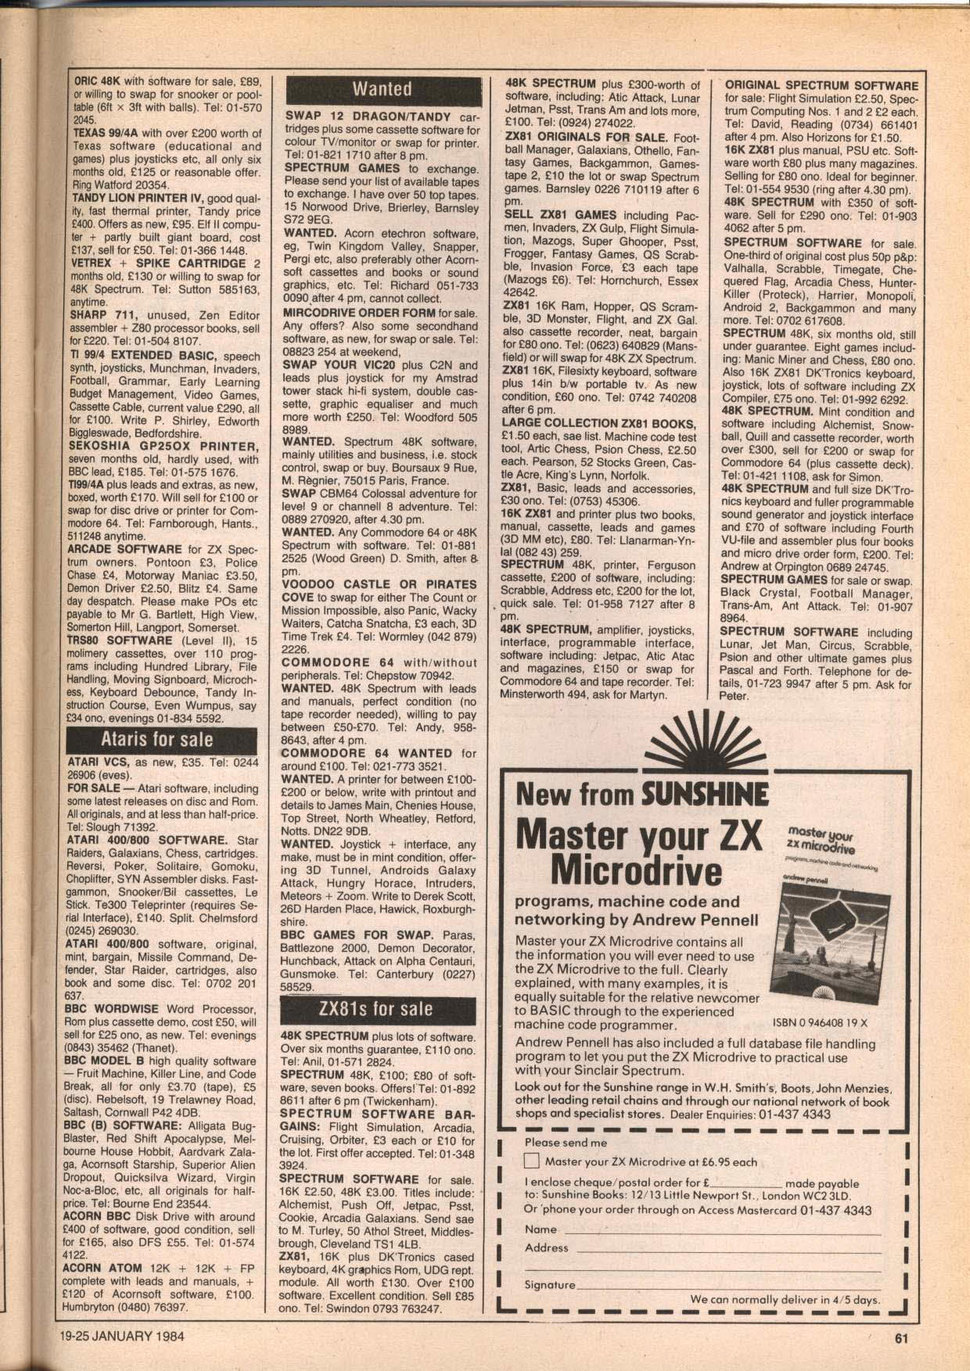 ORIC 48K with software for sale, £89,
or willing to swap for snooker or pool-
table (6ft × 3ft with balls). Tel: 01-570
2045.
TEXAS 99/4A with over £200 worth of
Texas software (educational and
games) plus joysticks etc, all only six
months old, £125 or reasonable offer.
Ring Watford 20354.
TANDY LION PRINTER IV, good qual-
ity, fast thermal printer, Tandy price
£400. Offers as new, £95. Elf II compu-
ter + partly built giant board, cost
£137, sell for £50. Tel: 01-366 1448.
VETREX + SPIKE CARTRIDGE 2
months old, £130 or willing to swap for
48K Spectrum. Tel: Sutton 585163,
anytime.
SHARP 711, unused, Zen Editor
assembler + Z80 processor books, sell
for £220. Tel: 01-504 8107.
TI 99/4 EXTENDED BASIC, speech
synth, joysticks, Munchman, Invaders,
Football, Grammar, Early Learning
Budget Management, Video Games,
Cassette Cable, current value £290, all
for £100. Write P. Shirley, Edworth
Biggleswade, Bedfordshire.
SEKOSHIA GP25OX PRINTER,
seven months old, hardly used, with
BBC lead, £185. Tel: 01-575 1676.
TI99/4A plus leads and extras, as new,
boxed, worth £170. Will sell for £100 or
swap for disc drive or printer for Com-
modore 64. Tel: Farnborough, Hants.,
511248 anytime.
ARCADE SOFTWARE for ZX Spec-
trum owners. Pontoon £3, Police
Chase £4, Motorway Maniac £3.50,
Demon Driver £2.50, Blitz £4. Same
day despatch. Please make POs etc
payable to Mr G. Bartlett, High View,
Somerton Hill, Langport, Somerset.
TRS80 SOFTWARE (Level II), 15
molimery cassettes, over 110 prog-
rams including Hundred Library, File
Handling, Moving Signboard, Microch-
ess, Keyboard Debounce, Tandy In-
struction Course, Even Wumpus, say
£34 ono, evenings 01-834 5592.
Ataris for sale
ATARI VCS, as new, £35. Tel: 0244
26906 (eves).
FOR SALE — Atari software, including
some latest releases on disc and Rom.
All originals, and at less than half-price.
Tel: Slough 71392.
ATARI 400/800 SOFTWARE. Star
Raiders, Galaxians, Chess, cartridges.
Reversi, Poker, Solitaire, Gomoku,
Choplifter, SYN Assembler disks. Fast-
gammon, Snooker/Bil cassettes, Le
Stick. Te300 Teleprinter (requires Se-
rial Interface), £140. Split. Chelmsford
(0245) 269030.
ATARI 400/800 software, original,
mint, bargain, Missile Command, De-
fender, Star Raider, cartridges, also
book and some disc. Tel: 0702 201
637.
BBC WORDWISE Word Processor,
Rom plus cassette demo, cost £50, will
sell for £25 ono, as new. Tel: evenings
(0843) 35462 (Thanet).
BBC MODEL B high quality software
— Fruit Machine, Killer Line, and Code
Break, all for only £3.70 (tape), £5
(disc). Rebelsoft, 19 Trelawney Road,
Saltash, Cornwall P42 4DB.
BBC (B) SOFTWARE: Alligata Bug-
Blaster, Red Shift Apocalypse, Mel-
bourne House Hobbit, Aardvark Zala-
ga, Acornsoft Starship, Superior Alien
Dropout, Quicksilva Wizard, Virgin
Noc-a-Bloc, etc, all originals for half-
price. Tel: Bourne End 23544.
ACORN BBC Disk Drive with around
£400 of software, good condition, sell
for £165, also DFS £55. Tel: 01-574
4122.
ACORN ATOM 12K + 12K + FP
complete with leads and manuals, +
£120 of Acornsoft software, £100.
Humbryton (0480) 76397.
Wanted
SWAP 12 DRAGON/TANDY car-
tridges plus some cassette software for
colour TV/monitor or swap for printer.
Tel: 01-821 1710 after 8 pm.
SPECTRUM GAMES to exchange.
Please send your list of available tapes
to exchange. I have over 50 top tapes.
15 Norwood Drive, Brierley, Barnsley
S72 9EG.
WANTED. Acorn etechron software,
eg, Twin Kingdom Valley, Snapper,
Pergi etc, also preferably other Acorn-
soft cassettes and books or sound
graphics, etc. Tel: Richard 051-733
0090 after 4 pm, cannot collect.
MIRCODRIVE ORDER FORM for sale.
Any offers? Also some secondhand
software, as new, for swap or sale. Tel:
08823 254 at weekend,
SWAP YOUR VIC20 plus C2N and
leads plus joystick for my Amstrad
tower stack hi-fi system, double cas-
sette, graphic equaliser and much
more worth £250. Tel: Woodford 505
8989.
WANTED. Spectrum 48K software,
mainly utilities and business, i.e. stock
control, swap or buy. Boursaux 9 Rue,
M. Règnier, 75015 Paris, France.
SWAP CBM64 Colossal adventure for
level 9 or channel 8 adventure. Tel:
0889 270920, after 4.30 pm.
WANTED. Any Commodore 64 or 48K
Spectrum with software. Tel: 01-881
2525 (Wood Green) D. Smith, after 8
pm.
VOODOO CASTLE OR PIRATES
COVE to swap for either The Count or
Mission Impossible, also Panic, Wacky
Waiters, Catcha Snatcha, £3 each, 3D
Time Trek £4. Tel: Wormley (042 879)
2226.
COMMODORE 64 with/without
peripherals. Tel: Chepstow 70942.
WANTED. 48K Spectrum with leads
and manuals, perfect condition (no
tape recorder needed), willing to pay
between £50-£70. Tel: Andy, 958-
8643, after 4 pm.
COMMODORE 64 WANTED for
around £100. Tel: 021-773 3521.
WANTED. A printer for between £100-
£200 or below, write with printout and
details to James Main, Chenies House,
Top Street, North Wheatley, Retford,
Notts. DN22 9DB.
WANTED. Joystick + interface, any
make, must be in mint condition, offer-
ing 3D Tunnel, Androids Galaxy
Attack, Hungry Horace, Intruders,
Meteors + Zoom. Write to Derek Scott,
26D Harden Place, Hawick, Roxburgh-
shire.
BBC GAMES FOR SWAP. Paras,
Battlezone 2000, Demon Decorator,
Hunchback, Attack on Alpha Centauri,
Gunsmoke. Tel: Canterbury (0227)
58529.
ZX81s for sale
48K SPECTRUM plus lots of software.
Over six months guarantee, £110 ono.
Tel: Anil, 01-571 2824.
SPECTRUM 48K, £100; £80 of soft-
ware, seven books. Offers! Tel: 01-892
8611 after 6 pm (Twickenham).
SPECTRUM SOFTWARE BAR-
GAINS: Flight Simulation, Arcadia,
Cruising, Orbiter, £3 each or £10 for
the lot. First offer accepted. Tel: 01-348
3924.
SPECTRUM SOFTWARE for sale.
16K £2.50, 48K £3.00. Titles include:
Alchemist, Push Off, Jetpac, Psst,
Cookie, Arcadia Galaxians. Send sae
to M. Turley, 50 Athol Street, Middles-
brough, Cleveland TS1 4LB.
ZX81, 16K plus DK'Tronics cased
keyboard, 4K graphics Rom, UDG rept.
module. All worth £130. Over £100
software. Excellent condition. Sell £85
ono. Tel: Swindon 0793 763247.
48K SPECTRUM plus £300-worth of
software, including: Atic Attack, Lunar
Jetman, Psst, Trans Am and lots more,
£100. Tel: (0924) 274022.
ZX81 ORIGINALS FOR SALE. Foot-
ball Manager, Galaxians, Othello, Fan-
tasy Games, Backgammon, Games-
tape 2, £10 the lot or swap Spectrum
games. Barnsley 0226 710119 after 6
pm.
SELL ZX81 GAMES including Pac-
men, Invaders, ZX Gulp, Flight Simula-
tion, Mazogs, Super Ghooper, Psst,
Frogger, Fantasy Games, QS Scrab-
ble, Invasion Force, £3 each tape
(Mazogs £6). Tel: Hornchurch, Essex
42642.
ZX81 16K Ram, Hopper, QS Scram-
ble, 3D Monster, Flight, and ZX Gal.
also cassette recorder, neat, bargain
for £80 ono. Tel: (0623) 640829 (Mans-
field) or will swap for 48K ZX Spectrum.
ZX81 16K, Filesixty keyboard, software
plus 14in b/w portable tv. As new
condition, £60 ono. Tel: 0742 740208
after 6 pm.
LARGE COLLECTION ZX81 BOOKS,
£1.50 each, sae list. Machine code test
tool, Artic Chess, Psion Chess, £2.50
each. Pearson, 52 Stocks Green, Cas-
tle Acre, King's Lynn, Norfolk.
ZX81, Basic, leads and accessories,
£30 ono. Tel: (0753) 45306.
16K ZX81 and printer plus two books,
manual, cassette, leads and games
(3D MM etc), £80. Tel: Llanarman-Yn-
Ial (082 43) 259.
SPECTRUM 48K, printer, Ferguson
cassette, £200 of software, including:
Scrabble, Address etc, £200 for the lot,
quick sale. Tel: 01-958 7127 after 8
pm.
48K SPECTRUM, amplifier, joysticks,
interface, programmable interface,
software including: Jetpac, Atic Atac
and magazines, £150 or swap for
Commodore 64 and tape recorder. Tel:
Minsterworth 494, ask for Martyn.
ORIGINAL SPECTRUM SOFTWARE
for sale: Flight Simulation £2.50, Spec-
trum Computing Nos. 1 and 2 £2 each.
Tel: David, Reading (0734) 661401
after 4 pm. Also Horizons for £1.50.
16K ZX81 plus manual, PSU etc. Soft-
ware worth £80 plus many magazines.
Selling for £80 ono. Ideal for beginner.
Tel: 01-554 9530 (ring after 4.30 pm).
48K SPECTRUM with £350 of soft-
ware. Sell for £290 ono. Tel: 01-903
4062 after 5 pm.
SPECTRUM SOFTWARE for sale.
One-third of original cost plus 50p p&p:
Valhalla, Scrabble, Timegate, Che-
quered Flag, Arcadia Chess, Hunter-
Killer (Proteck), Harrier, Monopoli,
Android 2, Backgammon and many
more. Tel: 0702 617608.
SPECTRUM 48K, six months old, still
under guarantee. Eight games includ-
ing: Manic Miner and Chess, £80 ono.
Also 16K ZX81 DK'Tronics keyboard,
joystick, lots of software including ZX
Compiler, £75 ono. Tel: 01-992 6292.
48K SPECTRUM. Mint condition and
software including Alchemist, Snow-
ball, Quill and cassette recorder, worth
over £300, sell for £200 or swap for
Commodore 64 (plus cassette deck).
Tel: 01-421 1108, ask for Simon.
48K SPECTRUM and full size DK'Tro-
nics keyboard and fuller programmable
sound generator and joystick interface
and £70 of software including Fourth
VU-file and assembler plus four books
and micro drive order form, £200. Tel:
Andrew at Orpington 0689 24745.
SPECTRUM GAMES for sale or swap.
Black Crystal, Football Manager,
Trans-Am, Ant Attack. Tel: 01-907
8964.
SPECTRUM SOFTWARE including
Lunar, Jet Man, Circus, Scrabble,
Psion and other ultimate games plus
Pascal and Forth. Telephone for de-
tails, 01-723 9947 after 5 pm. Ask for
Peter.
New from SUNSHINE
Master your ZX
Microdrive
programs, machine code and
networking by Andrew Pennell
Master your ZX Microdrive contains all
the information you will ever need to use
the ZX Microdrive to the full. Clearly
explained, with many examples, it is
equally suitable for the relative newcomer
to BASIC through to the experienced
machine code programmer.
master your
zx microdrive
programs, machine code and networking
andrew pennell
ISBN 0 946408 19 X
Andrew Pennell has also included a full database file handling
program to let you put the ZX Microdrive to practical use
with your Sinclair Spectrum.
Look out for the Sunshine range in W.H. Smith's, Boots, John Menzies,
other leading retail chains and through our national network of book
shops and specialist stores. Dealer Enquiries: 01-437 4343
Please send me
Master your ZX Microdrive at £6.95 each
I enclose cheque/postal order for £ made payable
to: Sunshine Books: 12/13 Little Newport St., London WC2 3LD.
Or 'phone your order through on Access Mastercard 01-437 4343
Name
Address
Signature
We can normally deliver in 4/5 days.
19-25 JANUARY 1984
61